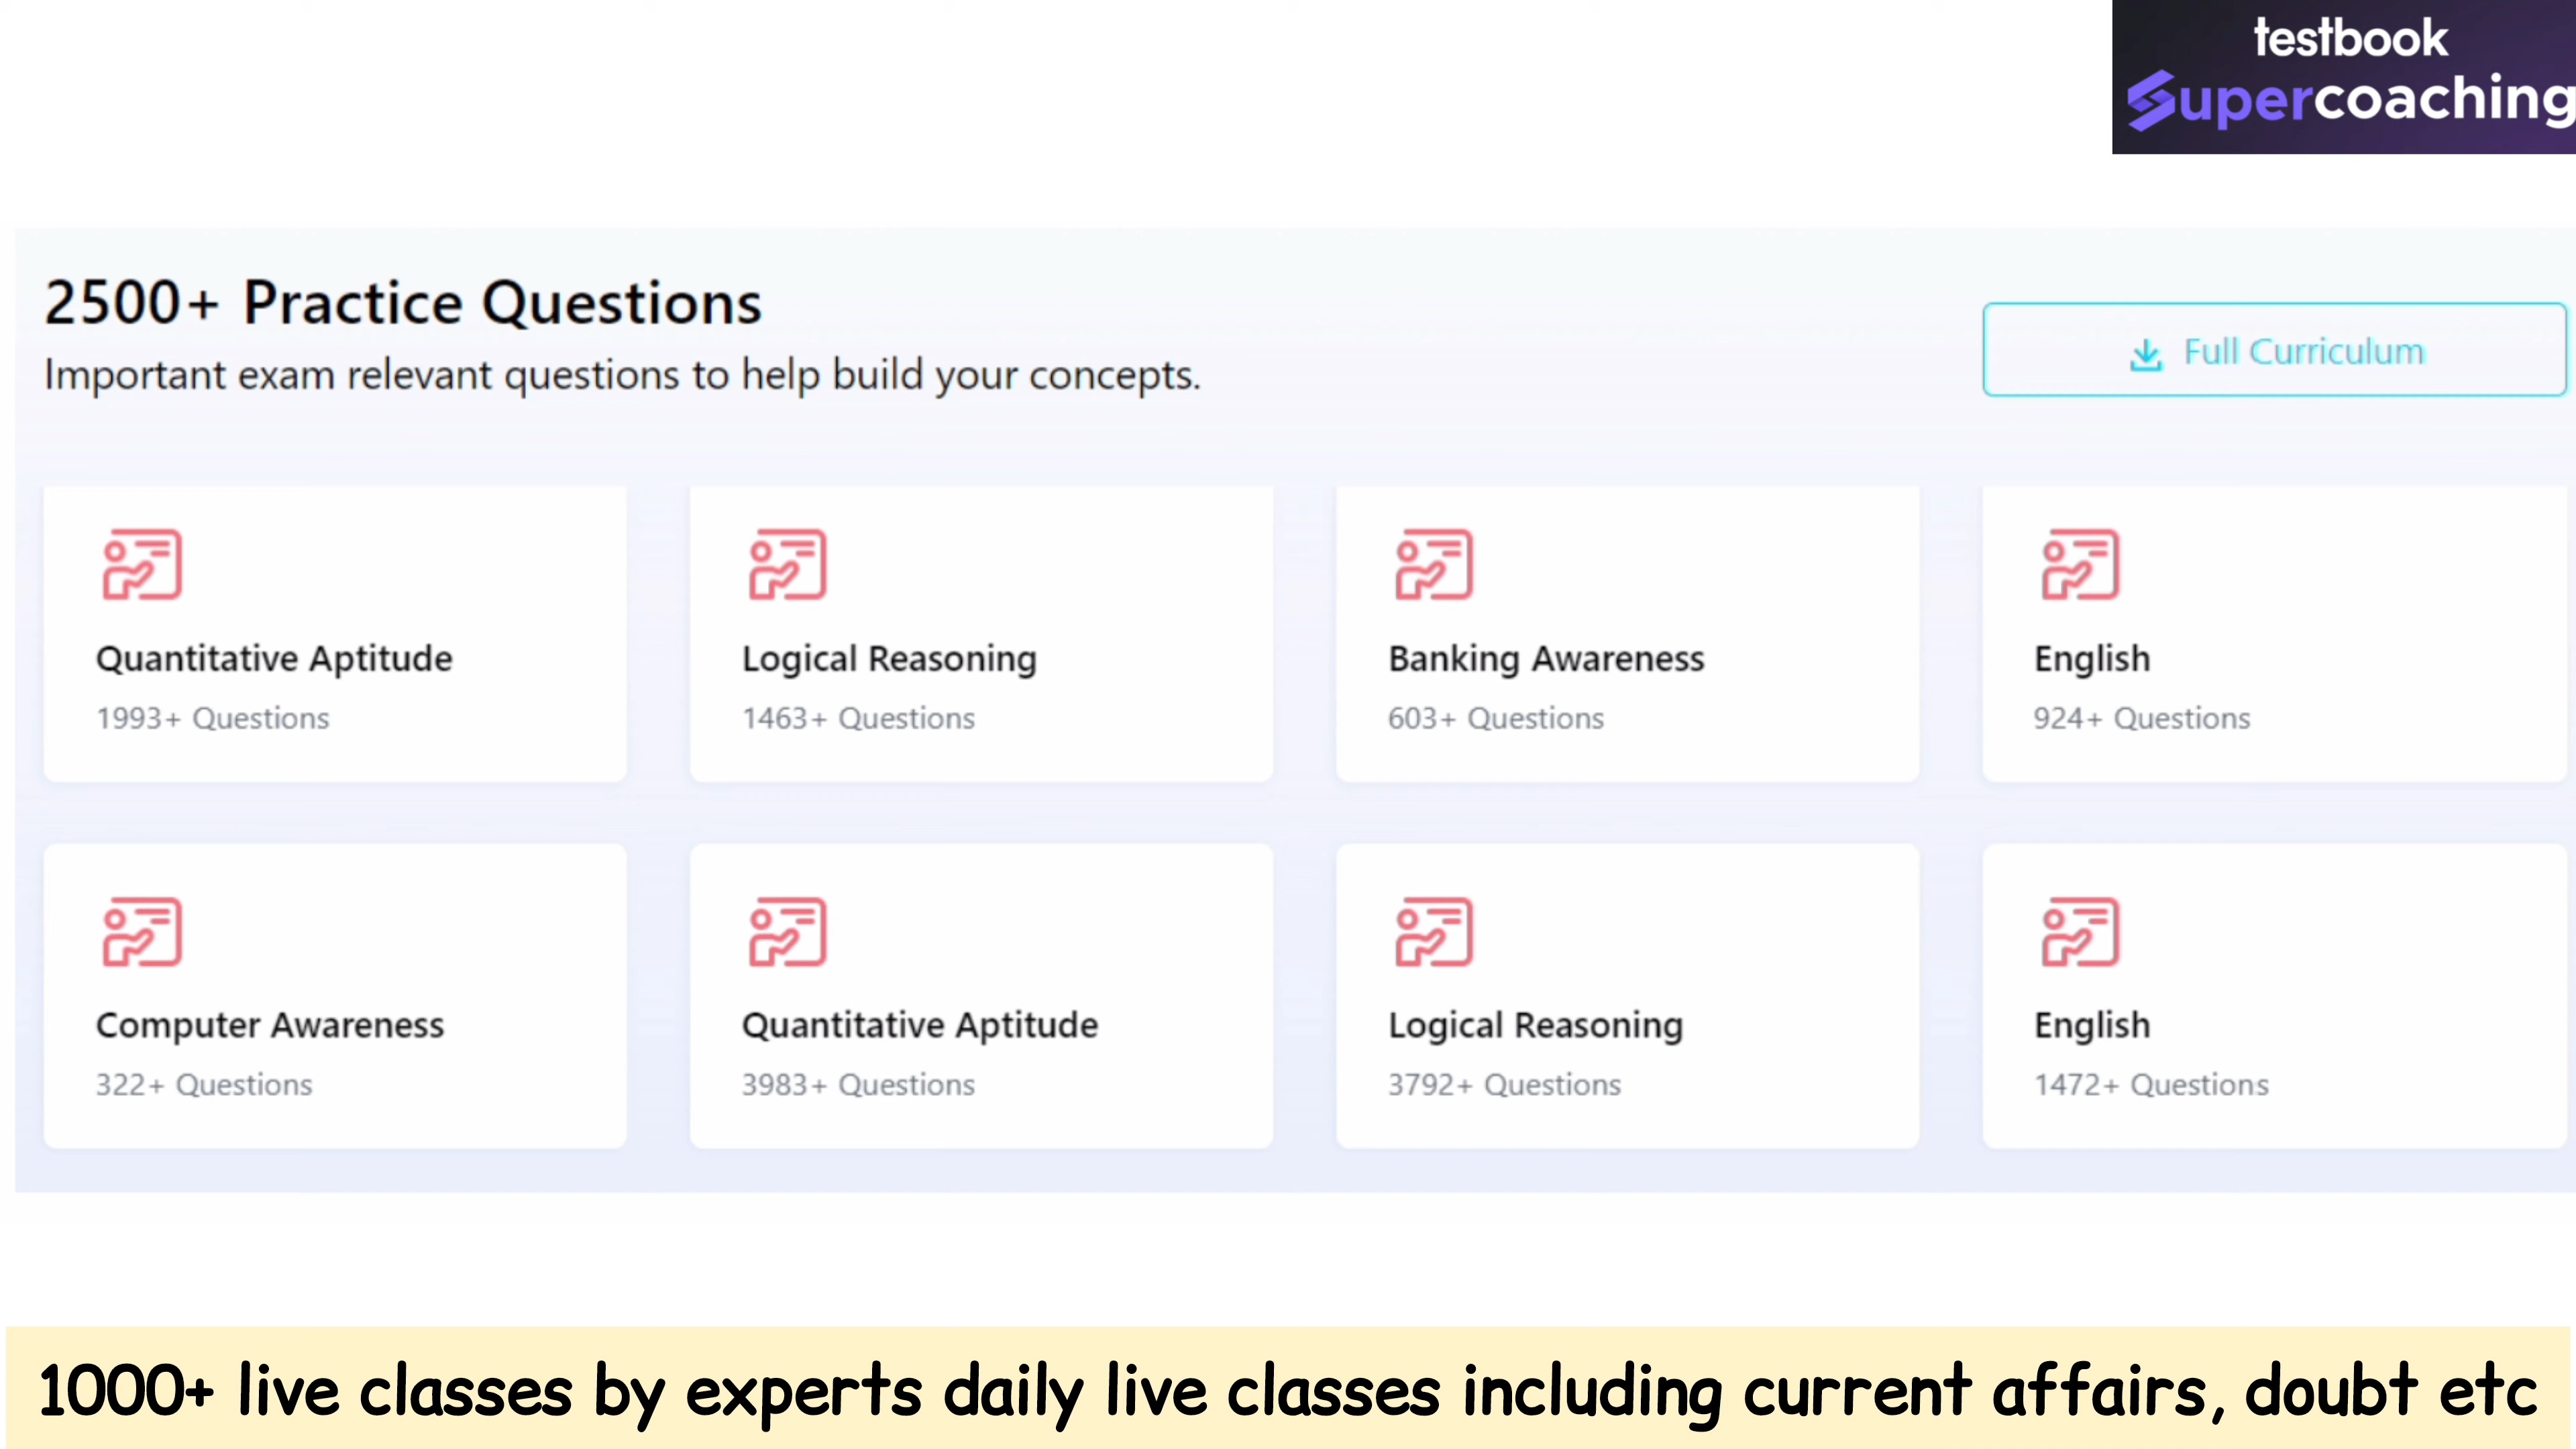 testbook
Supercoaching
2500+ Practice Questions
Important exam relevant questions to help build your concepts.
Full Curriculum
Quantitative Aptitude
1993+ Questions
Logical Reasoning
1463+ Questions
Banking Awareness
603+ Questions
English
924+ Questions
Computer Awareness
322+ Questions
Quantitative Aptitude
3983+ Questions
Logical Reasoning
3792+ Questions
English
1472+ Questions
1000+ live classes by experts daily live classes including current affairs, doubt etc